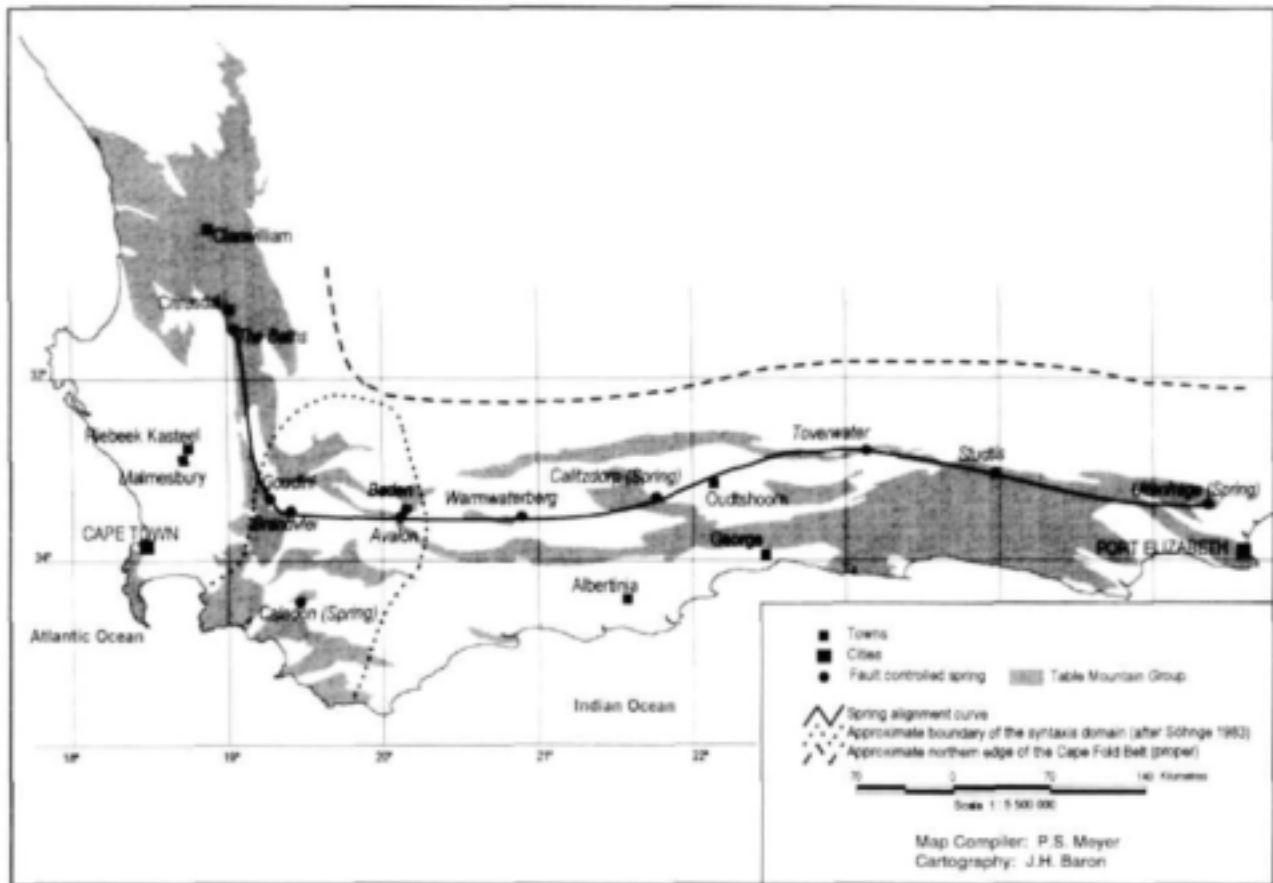 Clanwilliam
Citrusdal
The Baths
32°
Riebeek Kasteel
Malmesbury
Goudini
Brandvlei
CAPE TOWN
34°
Baden
Avalon
Warmwaterberg
Calitzdorp (Spring)
Oudtshoorn
Toverwater
Studtis
Uitenhage (Spring)
George
PORT ELIZABETH
Albertinia
Caledon (Spring)
Atlantic Ocean
Indian Ocean
18° 19° 20° 21° 22°
Towns
Cities
Fault controlled spring Table Mountain Group
Spring alignment curve
Approximate boundary of the syntaxis domain (after Söhnge 1983)
Approximate northern edge of the Cape Fold Belt (proper)
70 0 70 140 Kilometres
Scale 1:5 500 000
Map Compiler: P.S. Meyer
Cartography: J.H. Baron